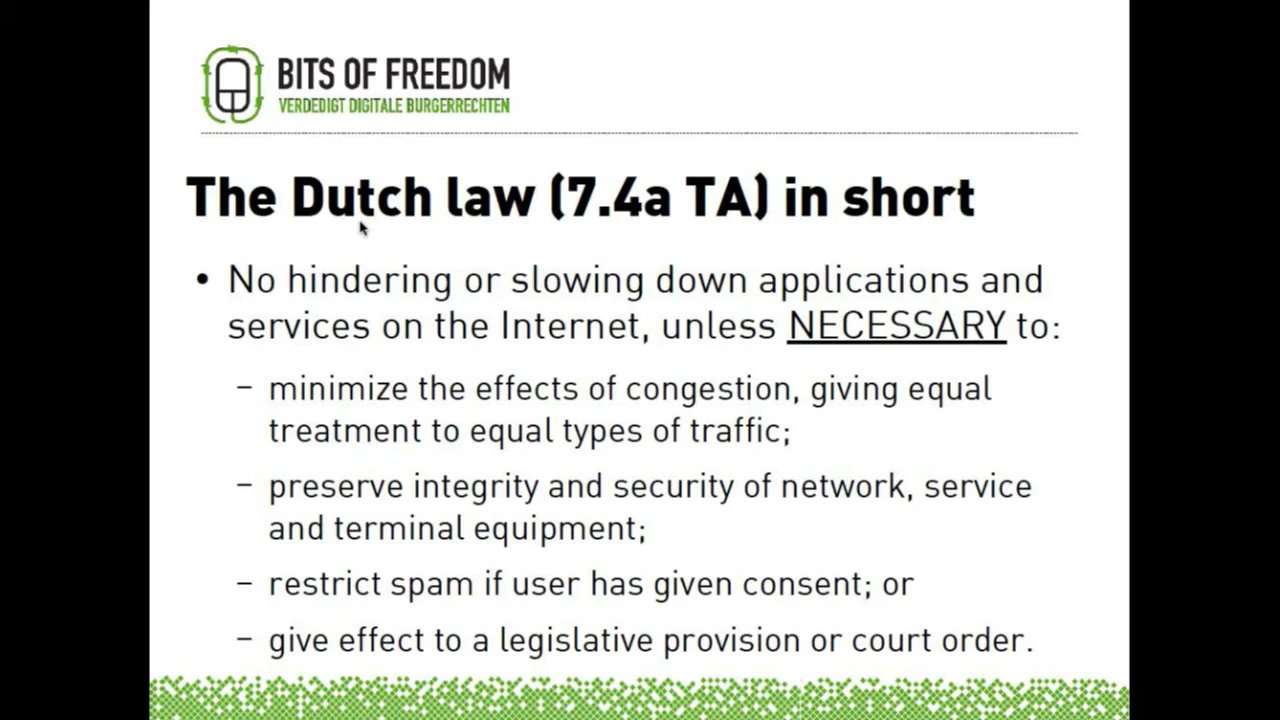 BITS OF FREEDOM
VERDEDIGT DIGITALE BURGERRECHTEN
The Dutch law (7.4a TA) in short
• No hindering or slowing down applications and
services on the Internet, unless NECESSARY to:
– minimize the effects of congestion, giving equal
treatment to equal types of traffic;
– preserve integrity and security of network, service
and terminal equipment;
– restrict spam if user has given consent; or
– give effect to a legislative provision or court order.